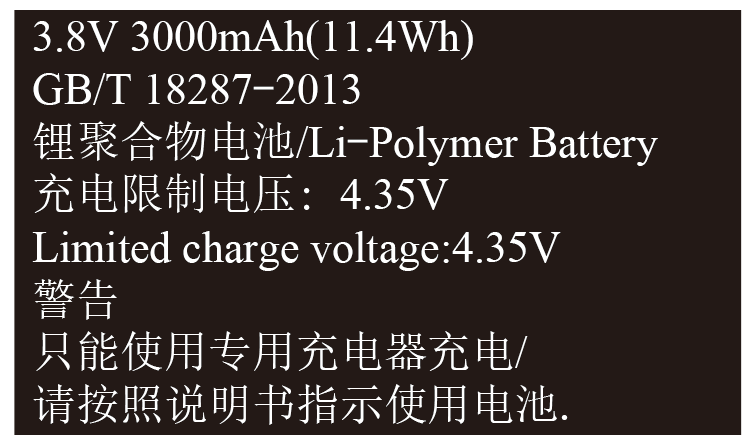 3.8V 3000mAh(11.4Wh)
GB/T 18287-2013
锂聚合物电池/Li-Polymer Battery
充电限制电压：4.35V
Limited charge voltage:4.35V
警告
只能使用专用充电器充电/
请按照说明书指示使用电池.